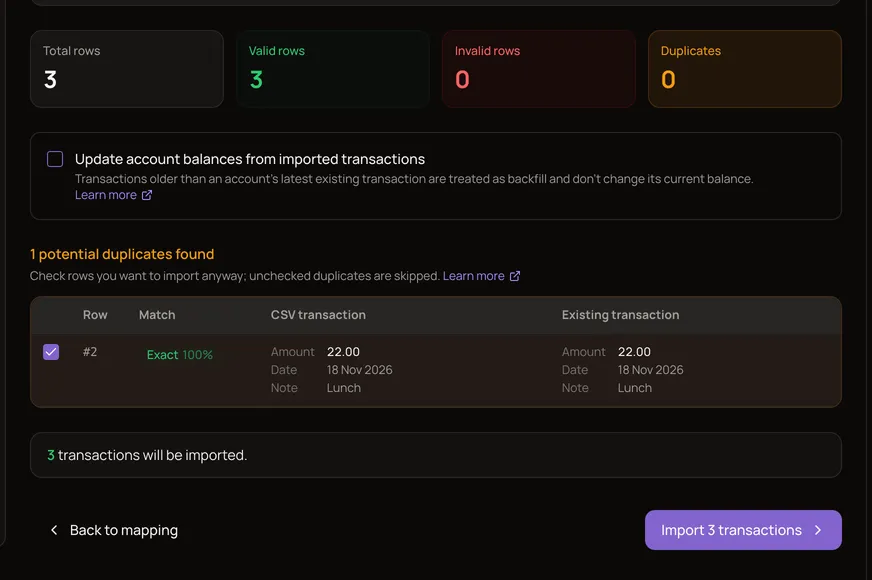 Total rows
3
Valid rows
3
Invalid rows
0
Duplicates
0
Update account balances from imported transactions
Transactions older than an account's latest existing transaction are treated as backfill and don't change its current balance.
Learn more
1 potential duplicates found
Check rows you want to import anyway; unchecked duplicates are skipped. Learn more
Row Match CSV transaction Existing transaction
#2 Exact 100% Amount 22.00 Amount 22.00
Date 18 Nov 2026 Date 18 Nov 2026
Note Lunch Note Lunch
3 transactions will be imported.
Back to mapping
Import 3 transactions